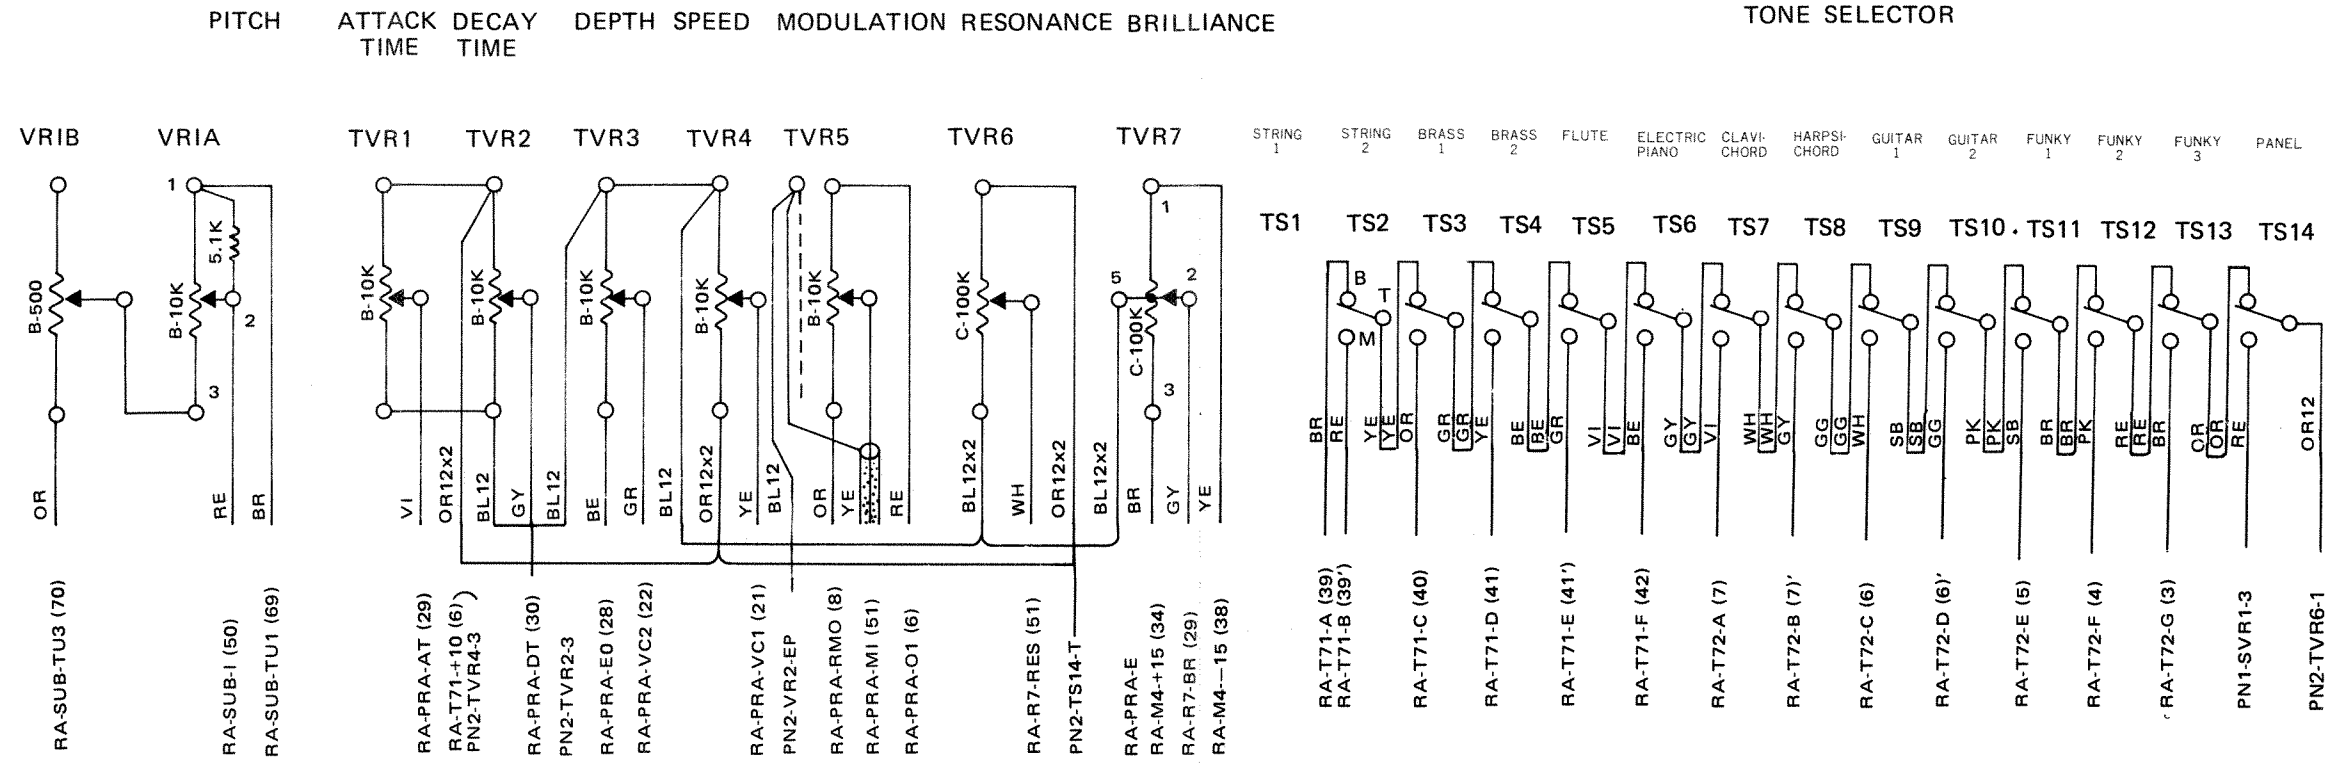 PITCH ATTACK TIME DECAY TIME DEPTH SPEED MODULATION RESONANCE BRILLIANCE TONE SELECTOR
VR1B VR1A TVR1 TVR2 TVR3 TVR4 TVR5 TVR6 TVR7
STRING 1 STRING 2 BRASS 1 BRASS 2 FLUTE ELECTRIC PIANO CLAVI-CHORD HARPSI-CHORD GUITAR 1 GUITAR 2 FUNKY 1 FUNKY 2 FUNKY 3 PANEL
TS1 TS2 TS3 TS4 TS5 TS6 TS7 TS8 TS9 TS10 TS11 TS12 TS13 TS14
1 5.1K 2 3
B-500 B-10K B-10K B-10K B-10K B-10K B-10K C-100K C-100K
1 5 2 3
B T M
OR RE BR VI OR12x2 BL12 GY BL12 BE GR BL12 OR12x2 YE BL12 OR YE RE BL12x2 WH OR12x2 BL12x2 BR GY YE
BR RE YE YE OR GR GR YE BE BE GR VI VI BE GY GY VI WH WH GY GG GG WH SB SB GG PK PK SB BR BR PK RE RE BR OR OR RE OR12
RA-SUB-TU3 (70)
RA-SUB-I (50)
RA-SUB-TU1 (69)
RA-PRA-AT (29)
RA-T71-+10 (6)
PN2-TVR4-3
RA-PRA-DT (30)
PN2-TVR2-3
RA-PRA-E0 (28)
RA-PRA-VC2 (22)
RA-PRA-VC1 (21)
PN2-VR2-EP
RA-PRA-RMO (8)
RA-PRA-MI (51)
RA-PRA-O1 (6)
RA-R7-RES (51)
PN2-TS14-T
RA-PRA-E
RA-M4-+15 (34)
RA-R7-BR (29)
RA-M4-–15 (38)
RA-T71-A (39)
RA-T71-B (39')
RA-T71-C (40)
RA-T71-D (41)
RA-T71-E (41')
RA-T71-F (42)
RA-T72-A (7)
RA-T72-B (7)'
RA-T72-C (6)
RA-T72-D (6)'
RA-T72-E (5)
RA-T72-F (4)
RA-T72-G (3)
PN1-SVR1-3
PN2-TVR6-1